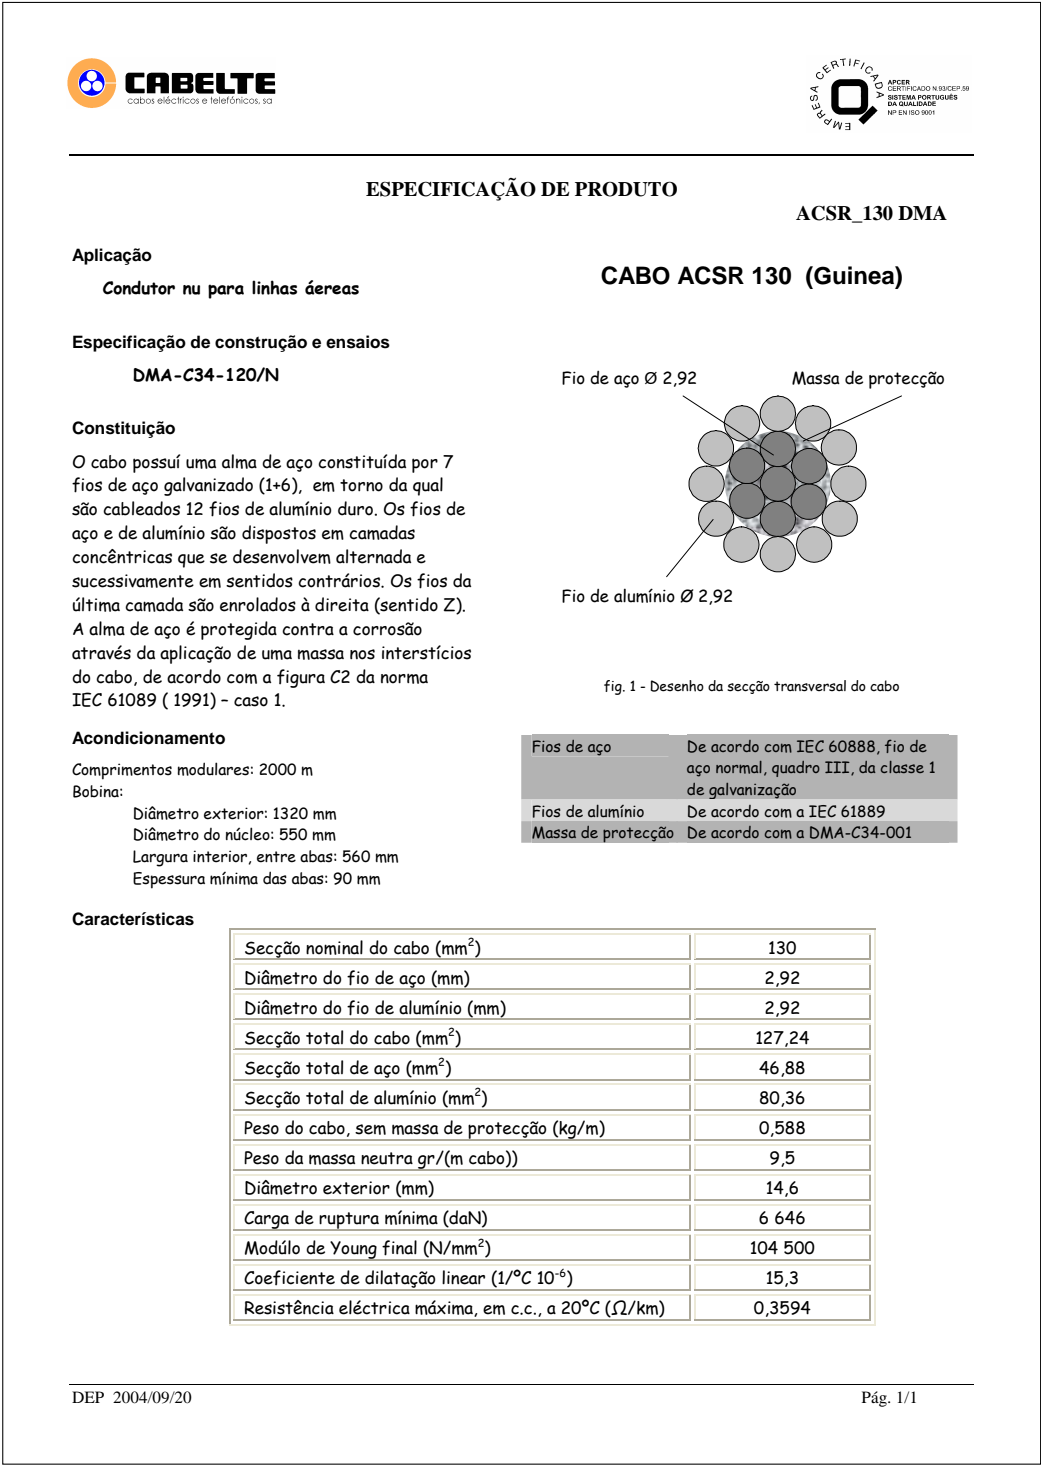 CABELTE
cabos eléctricos e telefónicos, sa
EMPRESA CERTIFICADA
APCER
CERTIFICADO N.93/CEP.59
SISTEMA PORTUGUÊS
DA QUALIDADE
NP EN ISO 9001
ESPECIFICAÇÃO DE PRODUTO
ACSR_130 DMA
Aplicação
Condutor nu para linhas áereas
CABO ACSR 130 (Guinea)
Especificação de construção e ensaios
DMA-C34-120/N
Constituição
O cabo possuí uma alma de aço constituída por 7
fios de aço galvanizado (1+6), em torno da qual
são cableados 12 fios de alumínio duro. Os fios de
aço e de alumínio são dispostos em camadas
concêntricas que se desenvolvem alternada e
sucessivamente em sentidos contrários. Os fios da
última camada são enrolados à direita (sentido Z).
A alma de aço é protegida contra a corrosão
através da aplicação de uma massa nos interstícios
do cabo, de acordo com a figura C2 da norma
IEC 61089 ( 1991) – caso 1.
Fio de aço Ø 2,92
Massa de protecção
Fio de alumínio Ø 2,92
fig. 1 - Desenho da secção transversal do cabo
Acondicionamento
Comprimentos modulares: 2000 m
Bobina:
Diâmetro exterior: 1320 mm
Diâmetro do núcleo: 550 mm
Largura interior, entre abas: 560 mm
Espessura mínima das abas: 90 mm
Fios de aço De acordo com IEC 60888, fio de
aço normal, quadro III, da classe 1
de galvanização
Fios de alumínio De acordo com a IEC 61889
Massa de protecção De acordo com a DMA-C34-001
Características
Secção nominal do cabo (mm²) 130
Diâmetro do fio de aço (mm) 2,92
Diâmetro do fio de alumínio (mm) 2,92
Secção total do cabo (mm²) 127,24
Secção total de aço (mm²) 46,88
Secção total de alumínio (mm²) 80,36
Peso do cabo, sem massa de protecção (kg/m) 0,588
Peso da massa neutra gr/(m cabo)) 9,5
Diâmetro exterior (mm) 14,6
Carga de ruptura mínima (daN) 6 646
Modúlo de Young final (N/mm²) 104 500
Coeficiente de dilatação linear (1/ºC 10⁻⁶) 15,3
Resistência eléctrica máxima, em c.c., a 20ºC (Ω/km) 0,3594
DEP 2004/09/20
Pág. 1/1